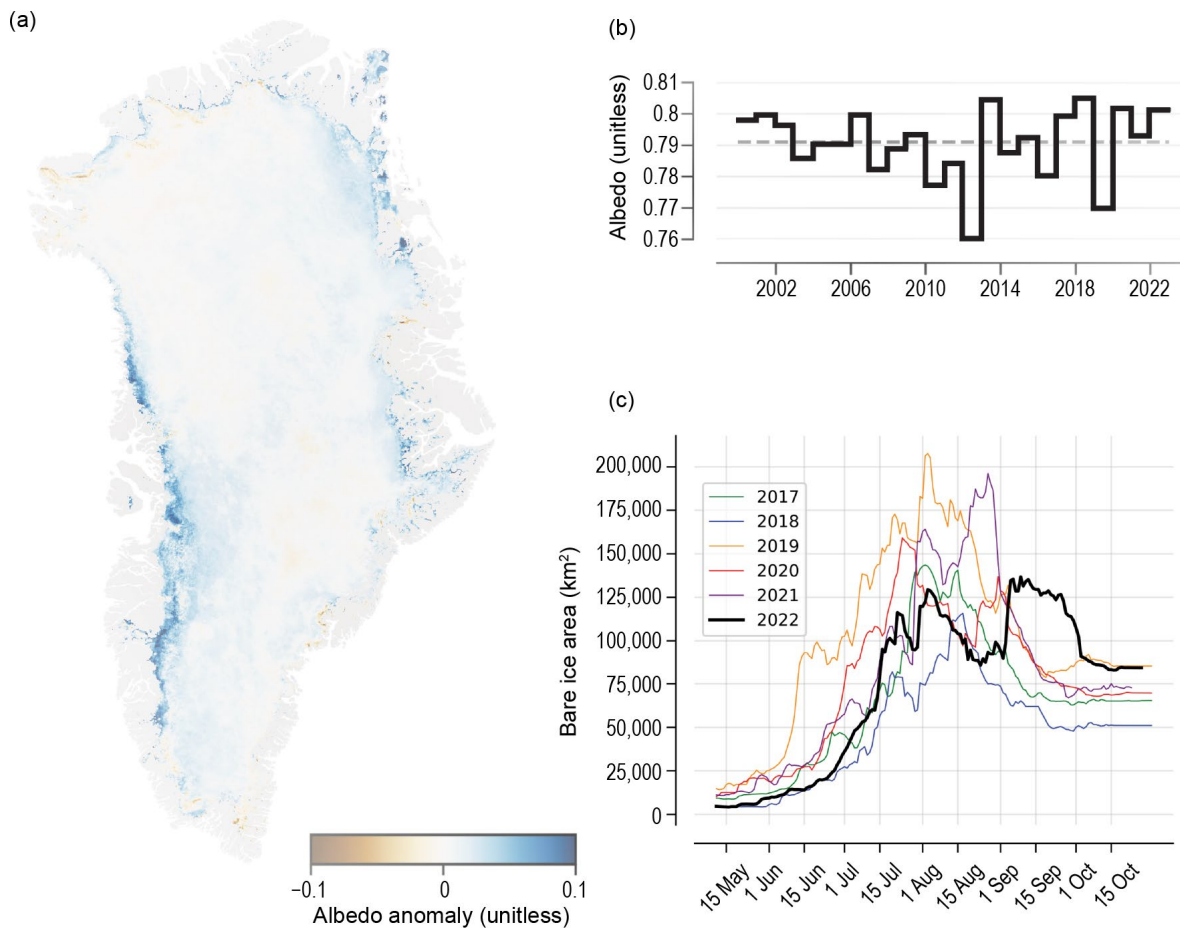 (a)
−0.1
0
0.1
Albedo anomaly (unitless)
(b)
Albedo (unitless)
0.81
0.8
0.79
0.78
0.77
0.76
2002
2006
2010
2014
2018
2022
(c)
Bare ice area (km²)
200,000
175,000
150,000
125,000
100,000
75,000
50,000
25,000
0
2017
2018
2019
2020
2021
2022
15 May
1 Jun
15 Jun
1 Jul
15 Jul
1 Aug
15 Aug
1 Sep
15 Sep
1 Oct
15 Oct